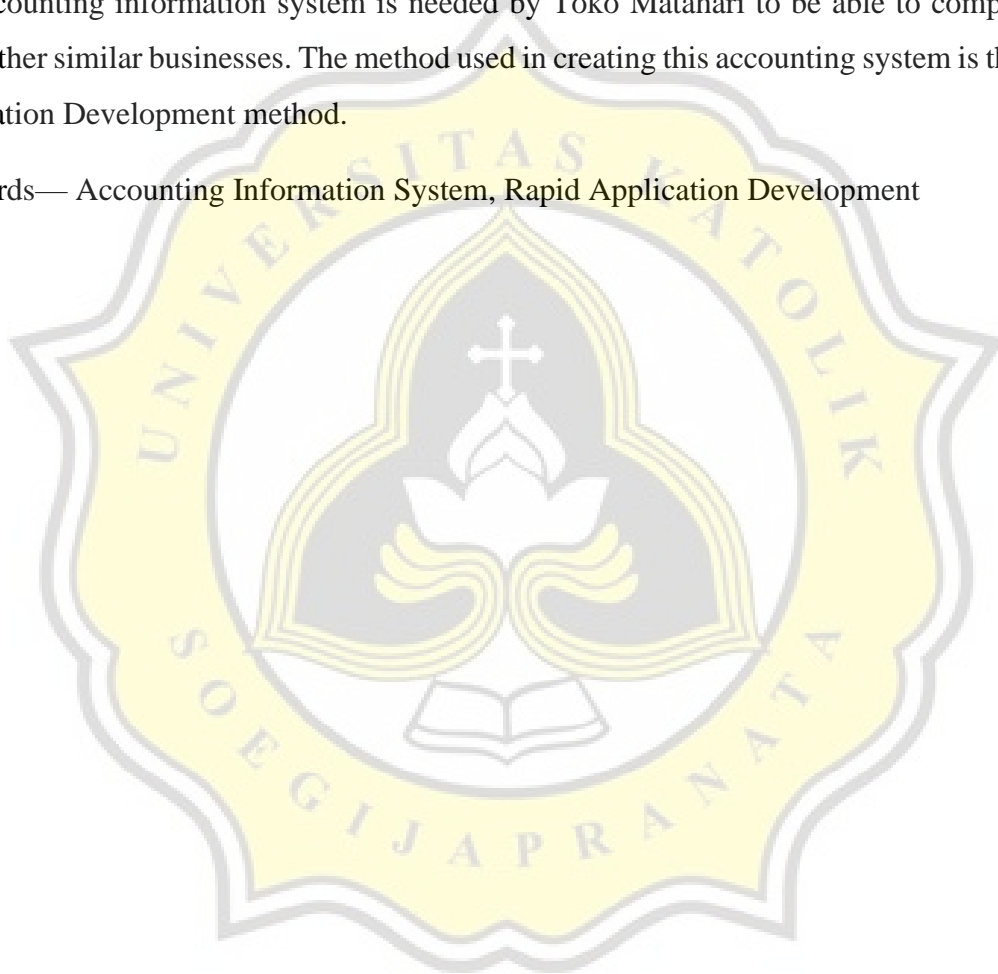 counting information system is needed by Toko Matahari to be able to comp
ther similar businesses. The method used in creating this accounting system is th
ation Development method.
rds— Accounting Information System, Rapid Application Development
UNIVERSITAS KATOLIK
SOEGIJAPRANATA